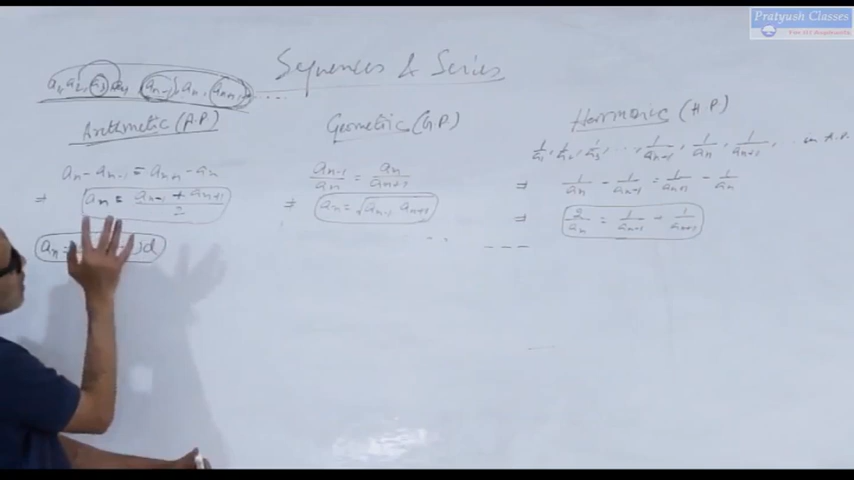 Pratyush Classes
Sequences & Series
a₁, a₂, a₃, a₄, aₙ₋₁, aₙ, aₙ₊₁, ....
Arithmetic (A.P)
aₙ - aₙ₋₁ = aₙ₊₁ - aₙ
⇒ aₙ = (aₙ₋₁ + aₙ₊₁)/2
aₙ = )d
Geometric (G.P)
aₙ₋₁/aₙ = aₙ/aₙ₊₁
⇒ aₙ = √aₙ₋₁ aₙ₊₁
Harmonic (H.P)
1/a₁, 1/a₂, 1/a₃, ..., 1/aₙ₋₁, 1/aₙ, 1/aₙ₊₁, .. in A.P.
⇒ 1/aₙ - 1/aₙ₋₁ = 1/aₙ₊₁ - 1/aₙ
⇒ 2/aₙ = 1/aₙ₋₁ + 1/aₙ₊₁